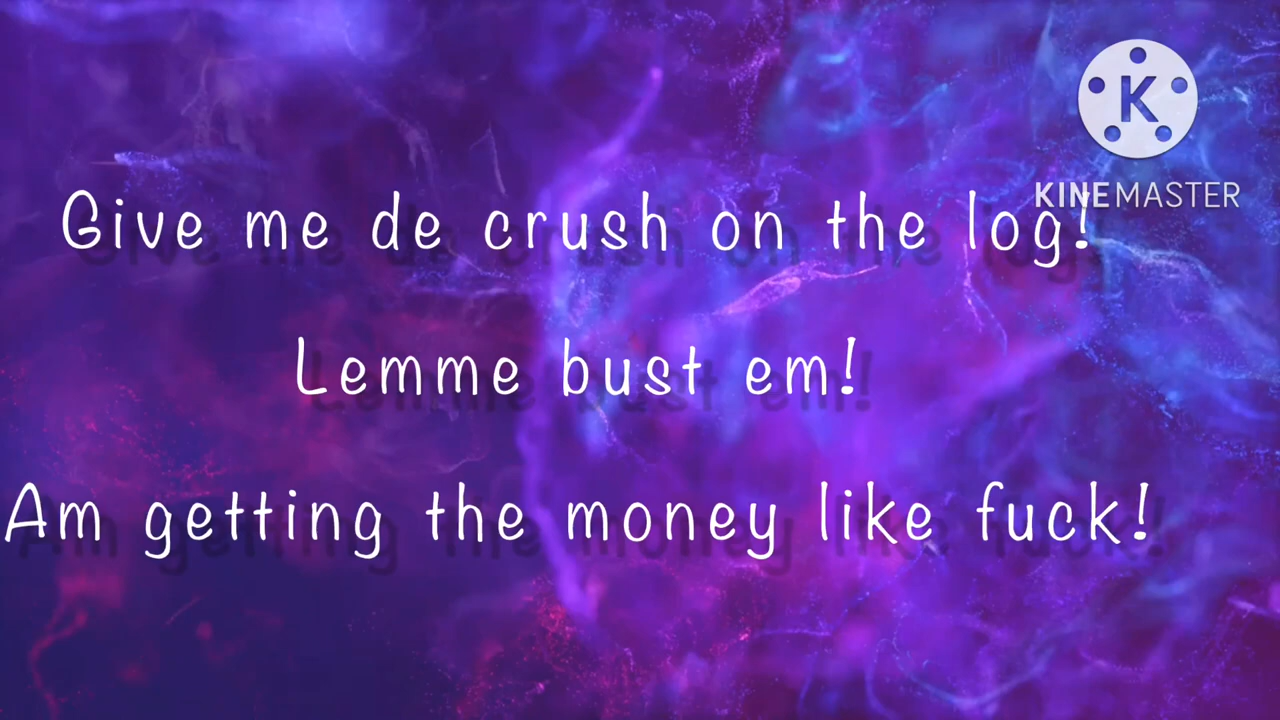 K
KINEMASTER
Give me de crush on the log!
Lemme bust em!
Am getting the money like fuck!